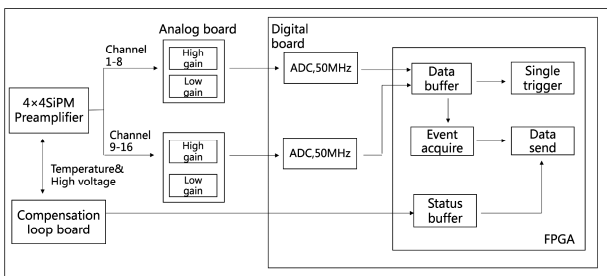 Analog board
Digital
board
Channel
1-8
High
gain
Low
gain
ADC,50MHz
Data
buffer
Single
trigger
4×4SiPM
Preamplifier
Channel
9-16
High
gain
Low
gain
ADC,50MHz
Event
acquire
Data
send
Temperature&
High voltage
Compensation
loop board
Status
buffer
FPGA